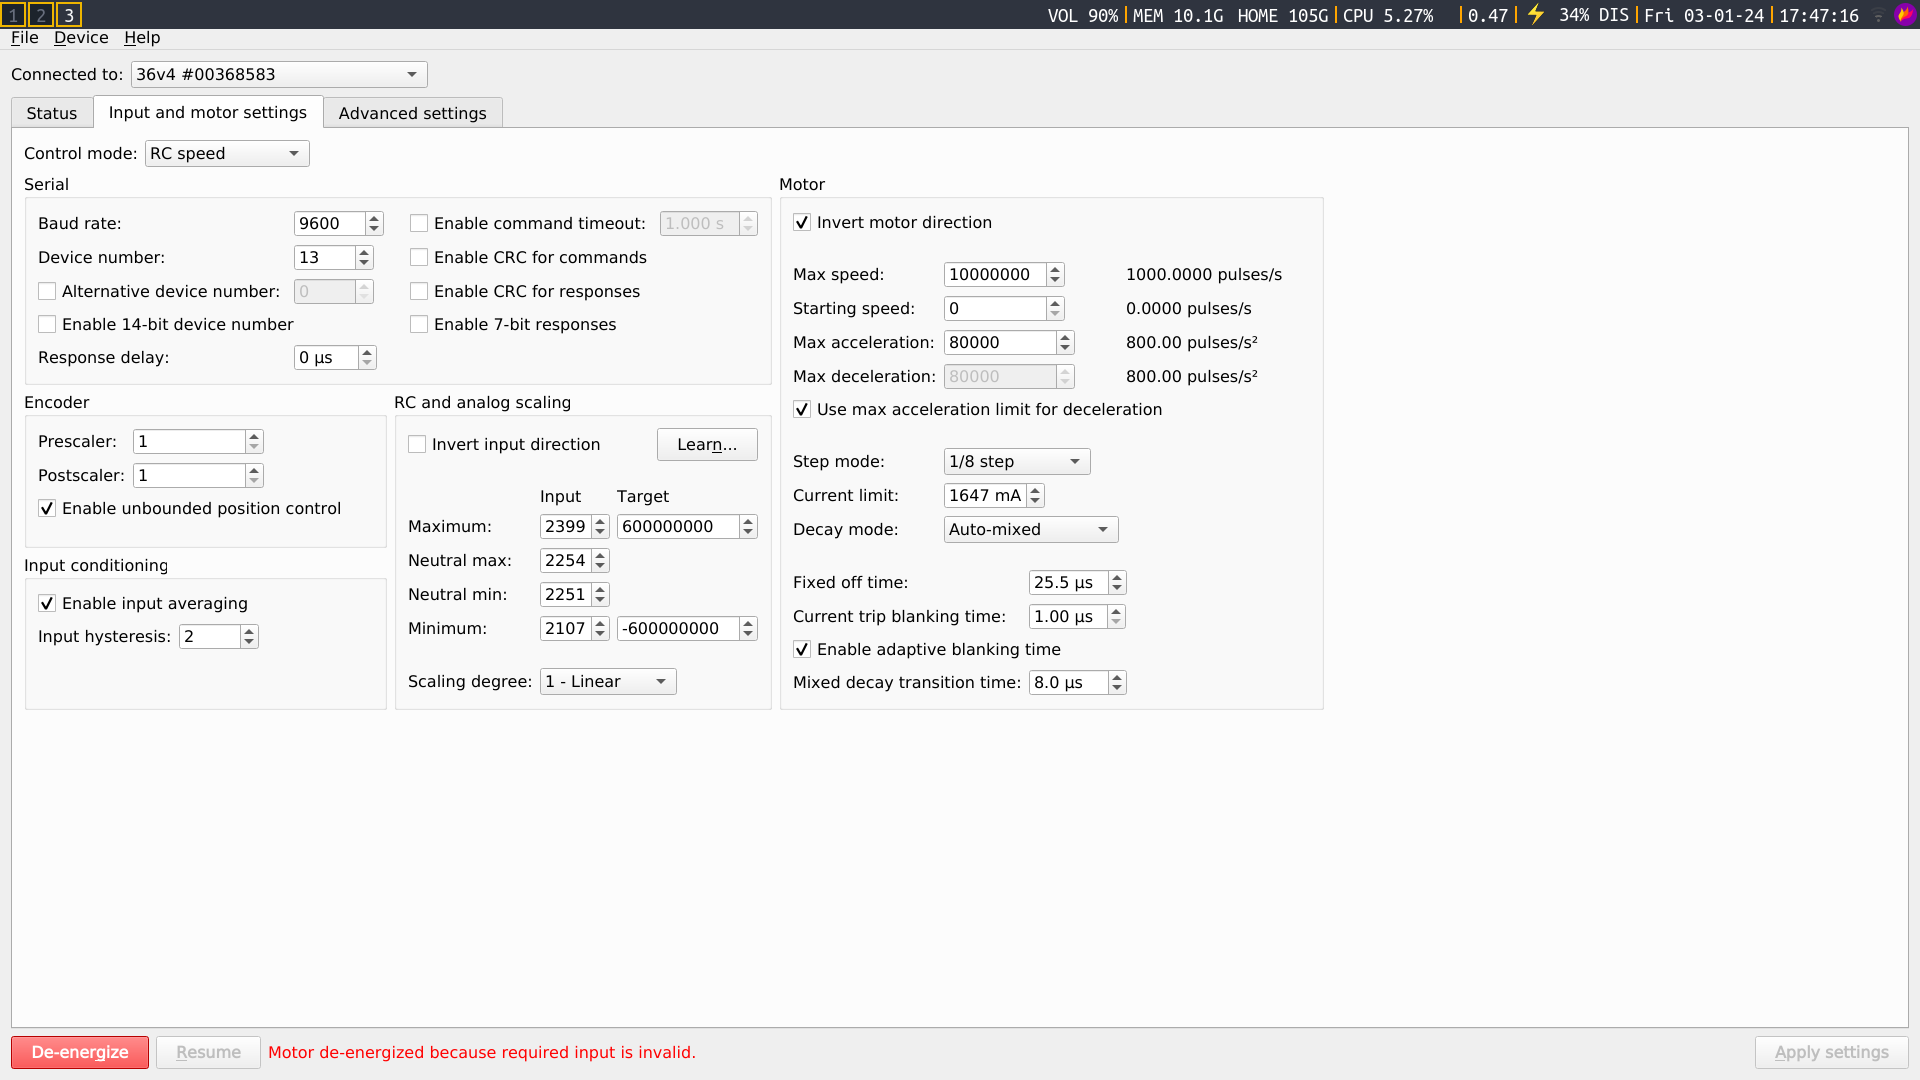 1 2 3 VOL 90% MEM 10.1G HOME 105G CPU 5.27% 0.47 34% DIS Fri 03-01-24 17:47:16
File Device Help
Connected to: 36v4 #00368583
Status Input and motor settings Advanced settings
Control mode: RC speed
Serial
Baud rate: 9600
Device number: 13
Alternative device number: 0
Enable 14-bit device number
Response delay: 0 µs
Enable command timeout: 1.000 s
Enable CRC for commands
Enable CRC for responses
Enable 7-bit responses
Encoder
Prescaler: 1
Postscaler: 1
Enable unbounded position control
Input conditioning
Enable input averaging
Input hysteresis: 2
RC and analog scaling
Invert input direction Learn...
Input Target
Maximum: 2399 600000000
Neutral max: 2254
Neutral min: 2251
Minimum: 2107 -600000000
Scaling degree: 1 - Linear
Motor
Invert motor direction
Max speed: 10000000 1000.0000 pulses/s
Starting speed: 0 0.0000 pulses/s
Max acceleration: 80000 800.00 pulses/s²
Max deceleration: 80000 800.00 pulses/s²
Use max acceleration limit for deceleration
Step mode: 1/8 step
Current limit: 1647 mA
Decay mode: Auto-mixed
Fixed off time: 25.5 µs
Current trip blanking time: 1.00 µs
Enable adaptive blanking time
Mixed decay transition time: 8.0 µs
De-energize Resume Motor de-energized because required input is invalid. Apply settings